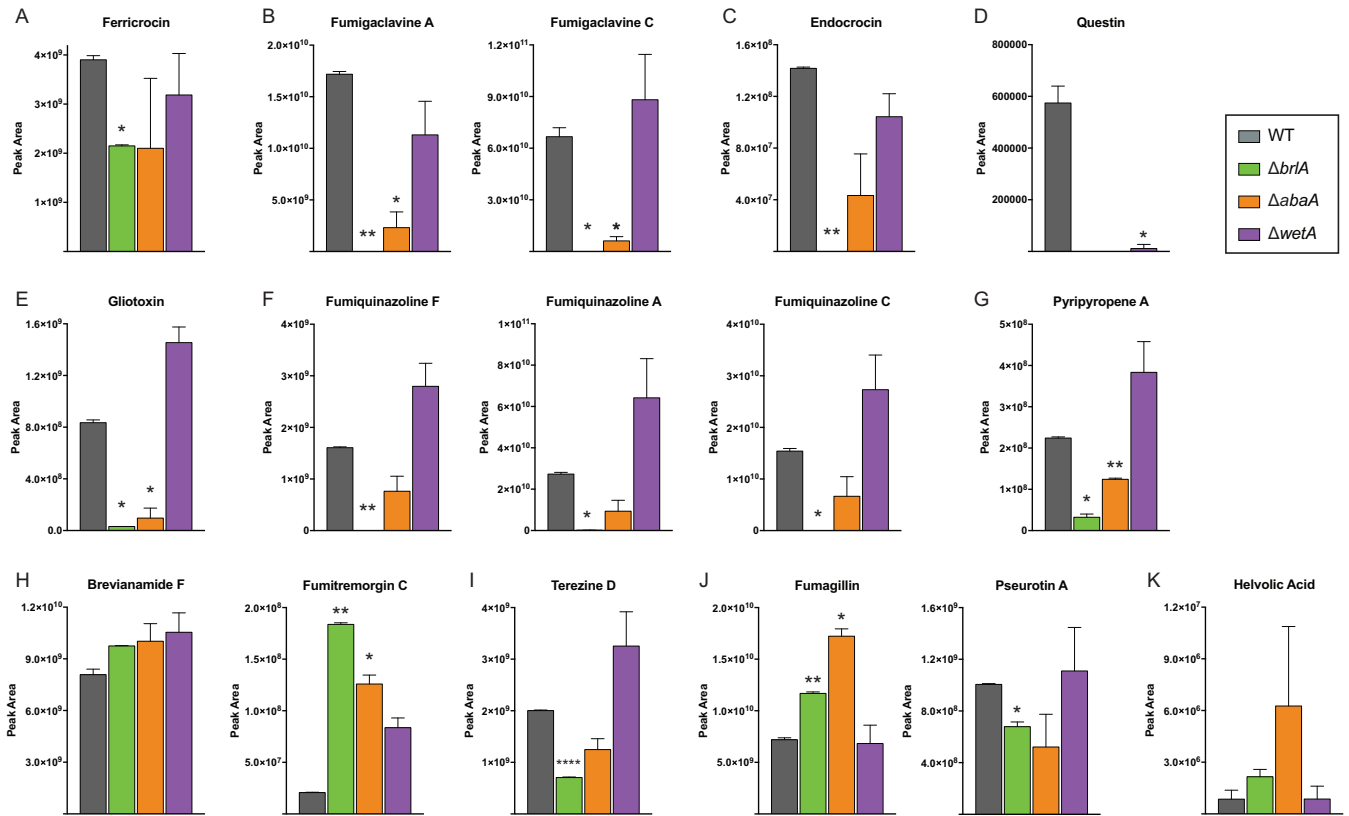 A
Ferricrocin
Peak Area
4×10⁹
3×10⁹
2×10⁹
1×10⁹
*
B
Fumigaclavine A
Peak Area
2.0×10¹⁰
1.5×10¹⁰
1.0×10¹⁰
5.0×10⁹
**
*
Fumigaclavine C
Peak Area
1.2×10¹¹
9.0×10¹⁰
6.0×10¹⁰
3.0×10¹⁰
*
*
C
Endocrocin
Peak Area
1.6×10⁸
1.2×10⁸
8.0×10⁷
4.0×10⁷
**
D
Questin
Peak Area
800000
600000
400000
200000
*
WT
ΔbrlA
ΔabaA
ΔwetA
E
Gliotoxin
Peak Area
1.6×10⁹
1.2×10⁹
8.0×10⁸
4.0×10⁸
0.0
*
*
F
Fumiquinazoline F
Peak Area
4×10⁹
3×10⁹
2×10⁹
1×10⁸
0
**
Fumiquinazoline A
Peak Area
1×10¹¹
8×10¹⁰
6×10¹⁰
4×10¹⁰
2×10¹⁰
0
*
Fumiquinazoline C
Peak Area
4×10¹⁰
3×10¹⁰
2×10¹⁰
1×10¹⁰
0
*
G
Pyripyropene A
Peak Area
5×10⁸
4×10⁸
3×10⁸
2×10⁸
1×10⁸
0
*
**
H
Brevianamide F
Peak Area
1.2×10¹⁰
9.0×10⁹
6.0×10⁹
3.0×10⁹
Fumitremorgin C
Peak Area
2.0×10⁸
1.5×10⁸
1.0×10⁸
5.0×10⁷
**
*
I
Terezine D
Peak Area
4×10⁹
3×10⁹
2×10⁹
1×10⁹
****
J
Fumagillin
Peak Area
2.0×10¹⁰
1.5×10¹⁰
1.0×10¹⁰
5.0×10⁹
**
*
Pseurotin A
Peak Area
1.6×10⁹
1.2×10⁹
8.0×10⁸
4.0×10⁸
*
K
Helvolic Acid
Peak Area
1.2×10⁷
9.0×10⁶
6.0×10⁶
3.0×10⁶